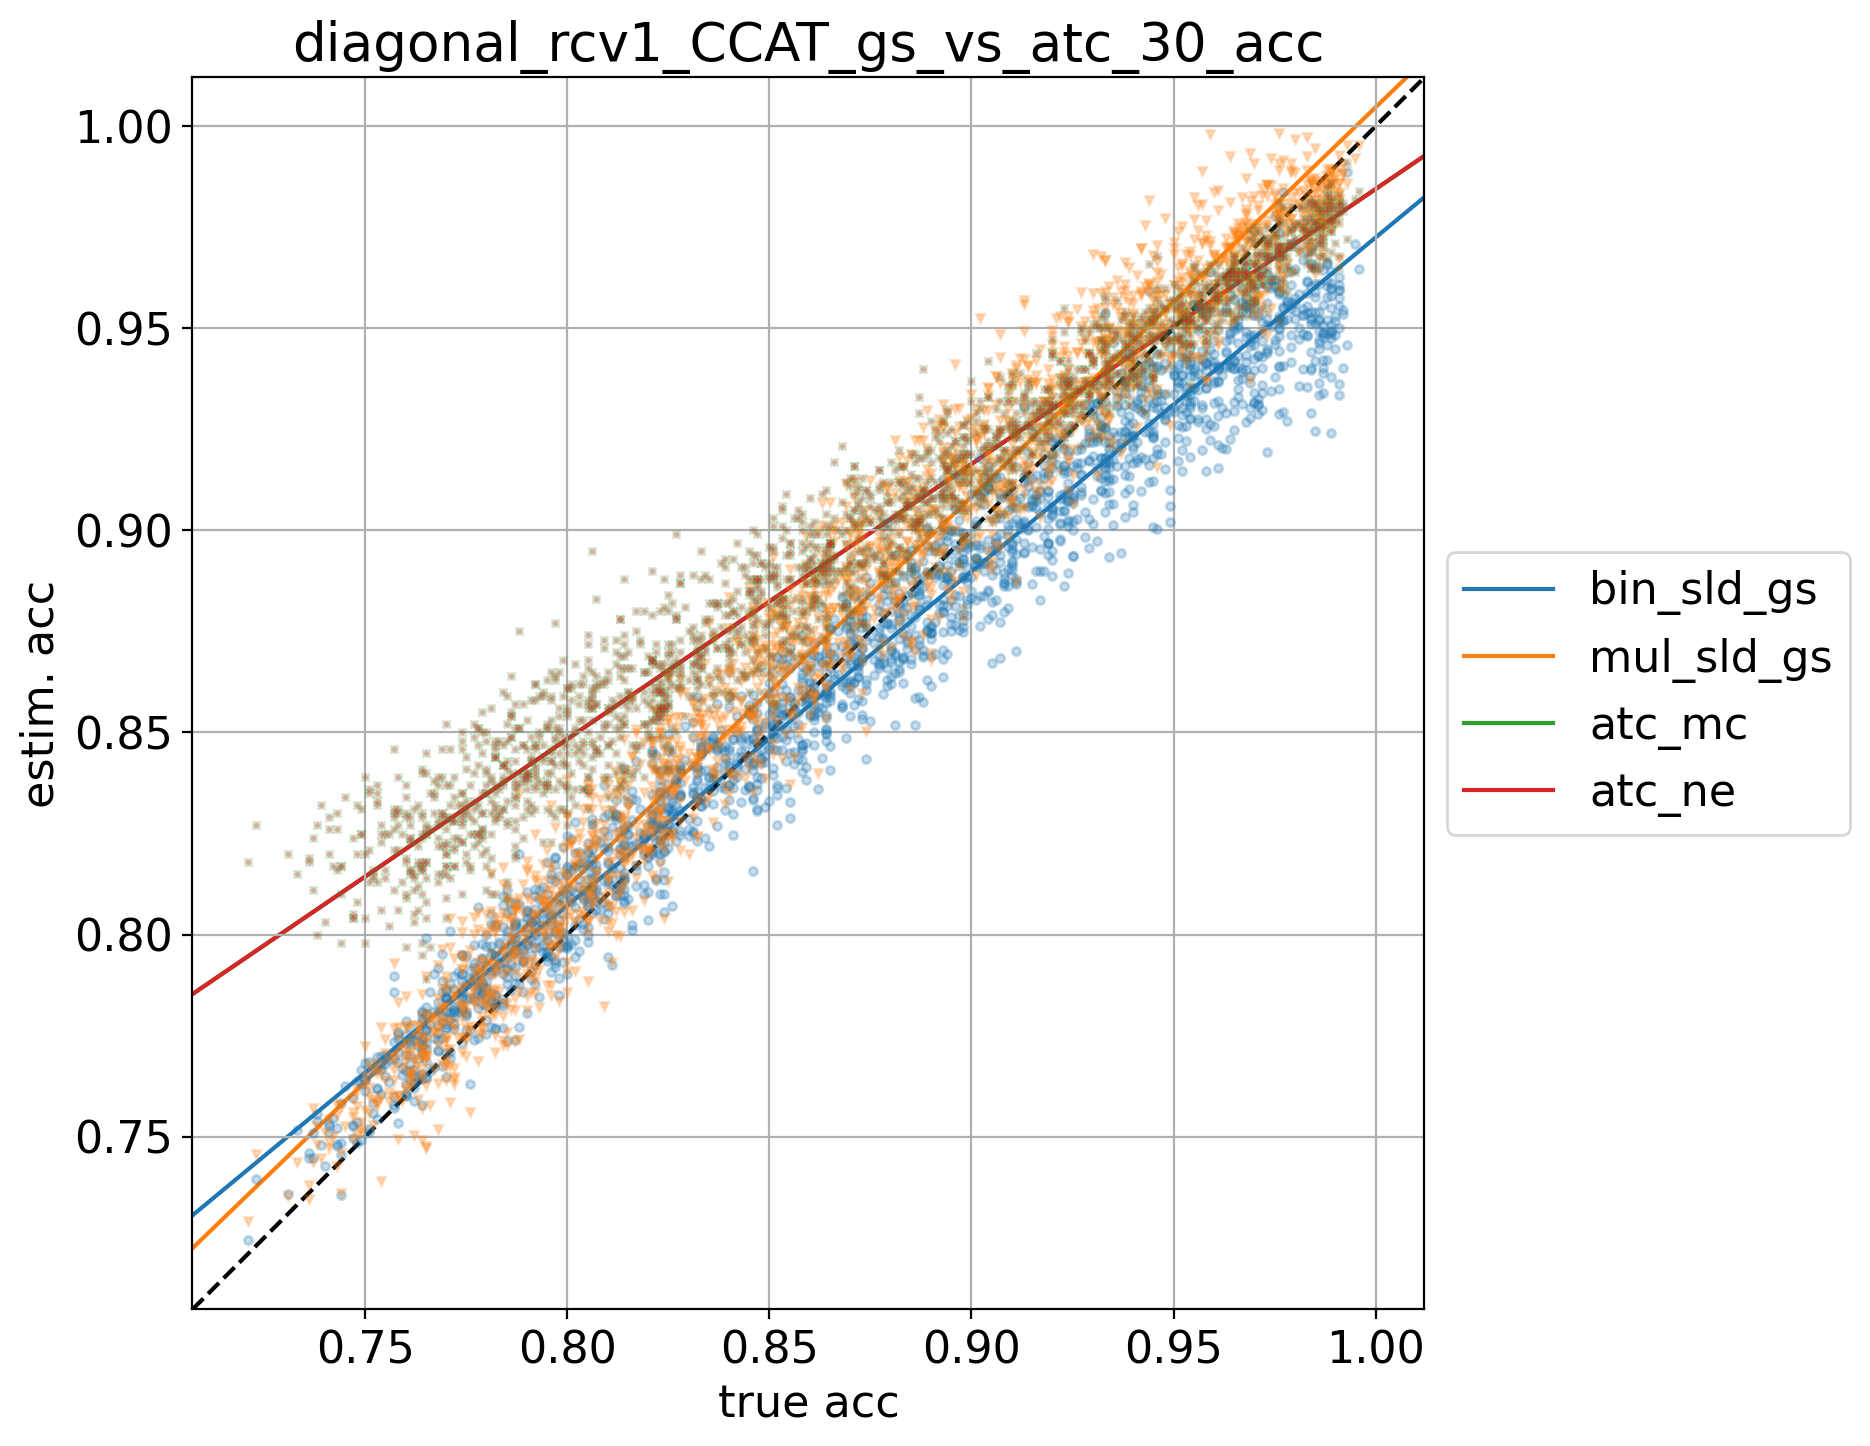 diagonal_rcv1_CCAT_gs_vs_atc_30_acc
1.00
0.95
0.90
0.85
0.80
0.75
estim. acc
0.75 0.80 0.85 0.90 0.95 1.00
true acc
bin_sld_gs
mul_sld_gs
atc_mc
atc_ne